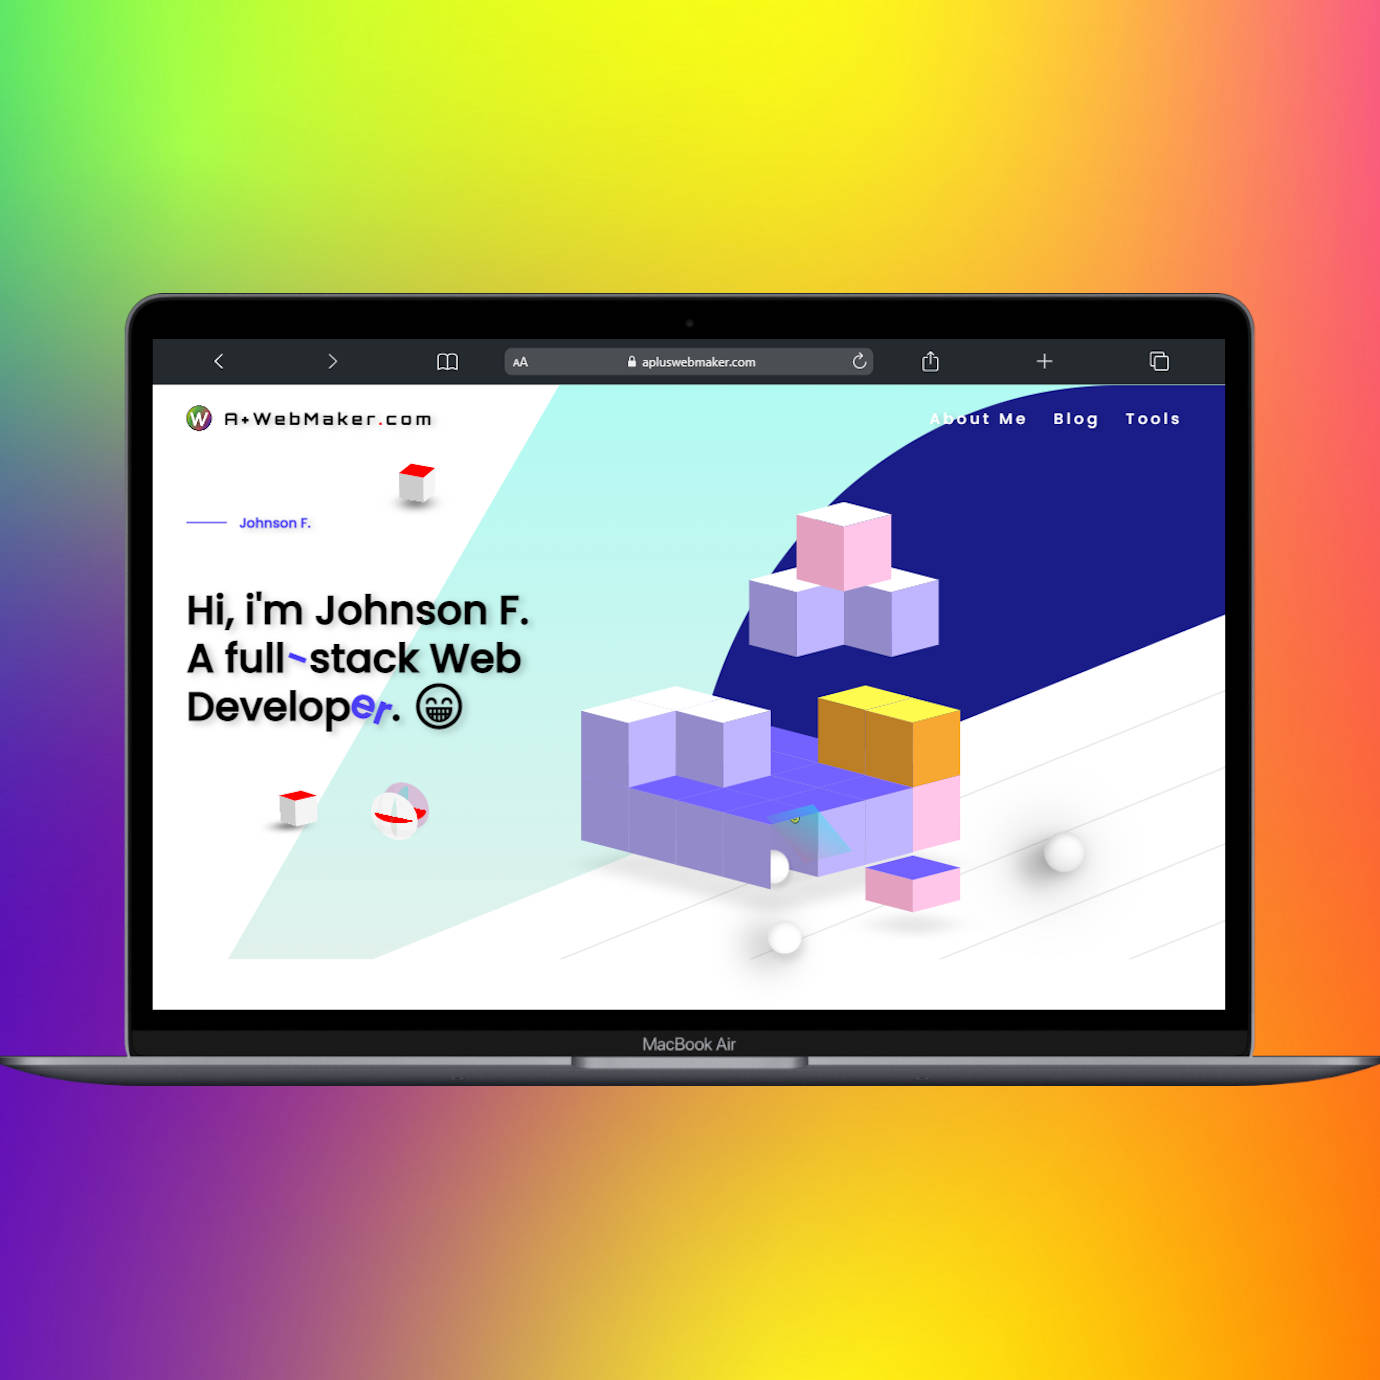 AA apluswebmaker.com
W A+WebMaker.com
About Me Blog Tools
Johnson F.
Hi, i'm Johnson F.
A full-stack Web
Developer. 😁
MacBook Air